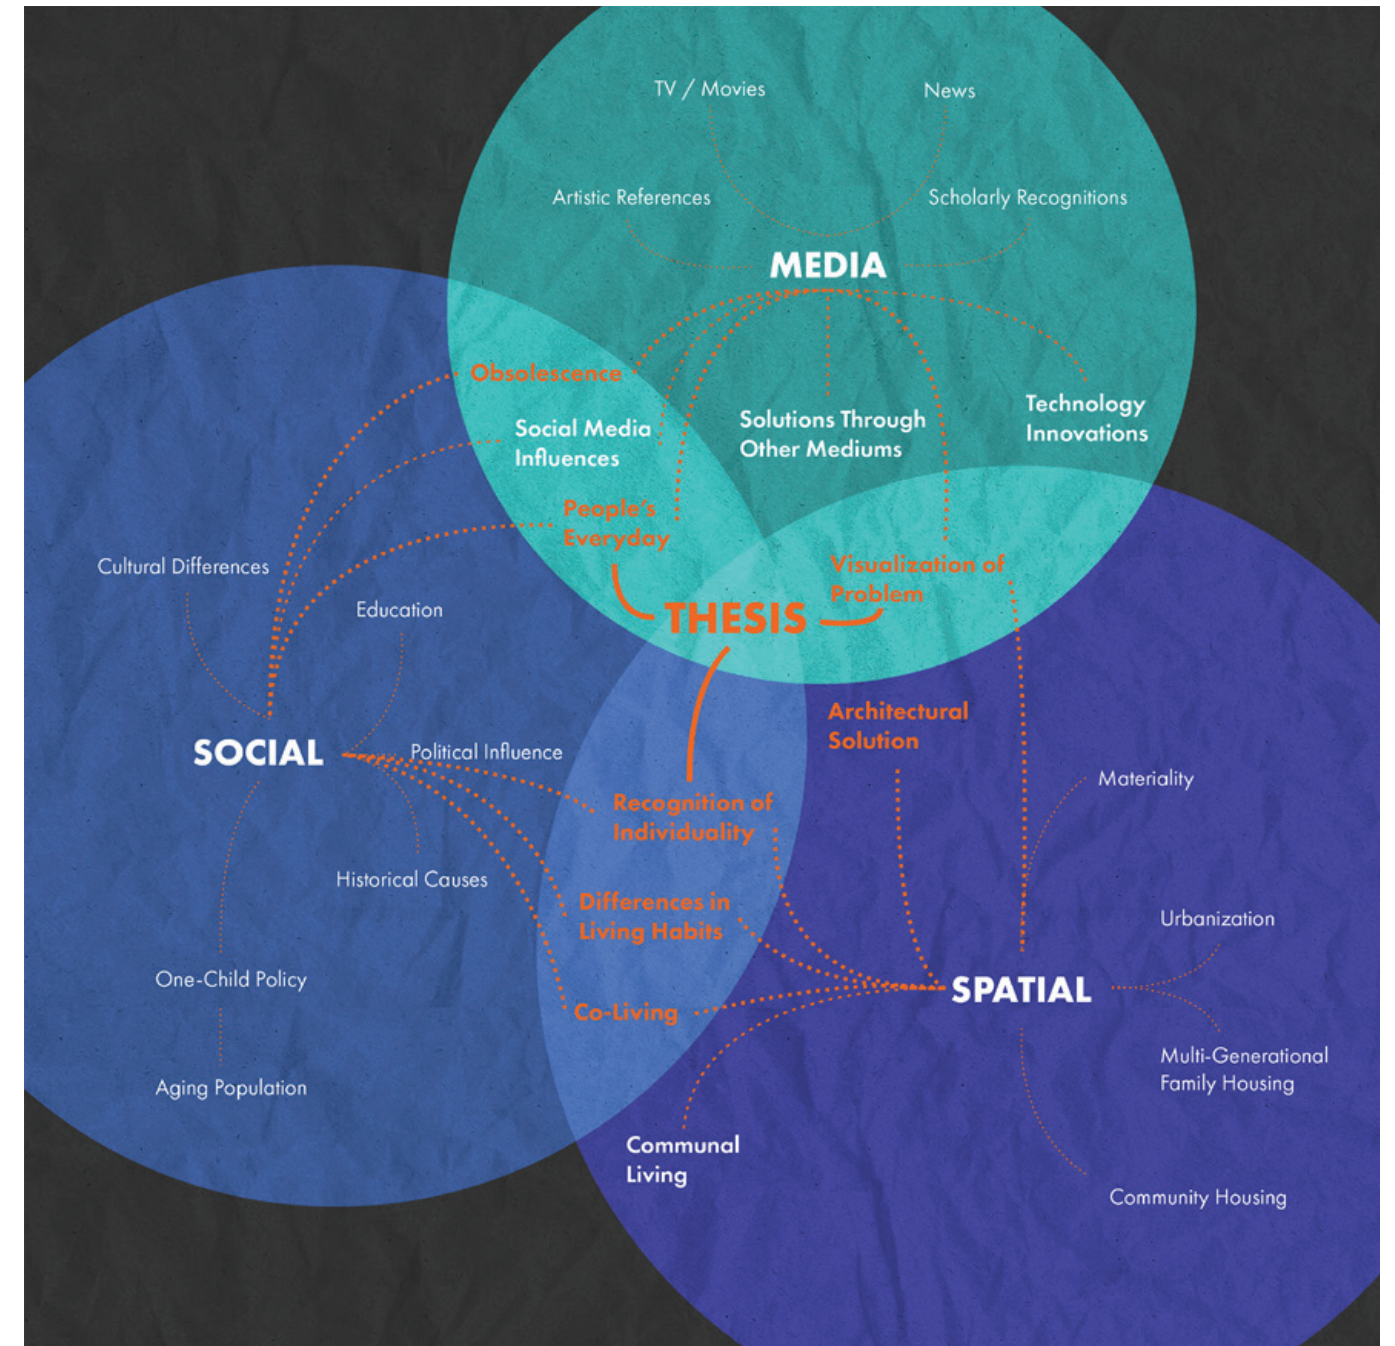 TV / Movies
News
Artistic References
Scholarly Recognitions
MEDIA
Obsolescence
Social Media
Influences
Solutions Through
Other Mediums
Technology
Innovations
People's
Everyday
Visualization of
Problem
THESIS
Cultural Differences
Education
SOCIAL
Political Influence
Historical Causes
One-Child Policy
Aging Population
Recognition of
Individuality
Differences in
Living Habits
Co-Living
Architectural
Solution
Materiality
Urbanization
SPATIAL
Multi-Generational
Family Housing
Communal
Living
Community Housing